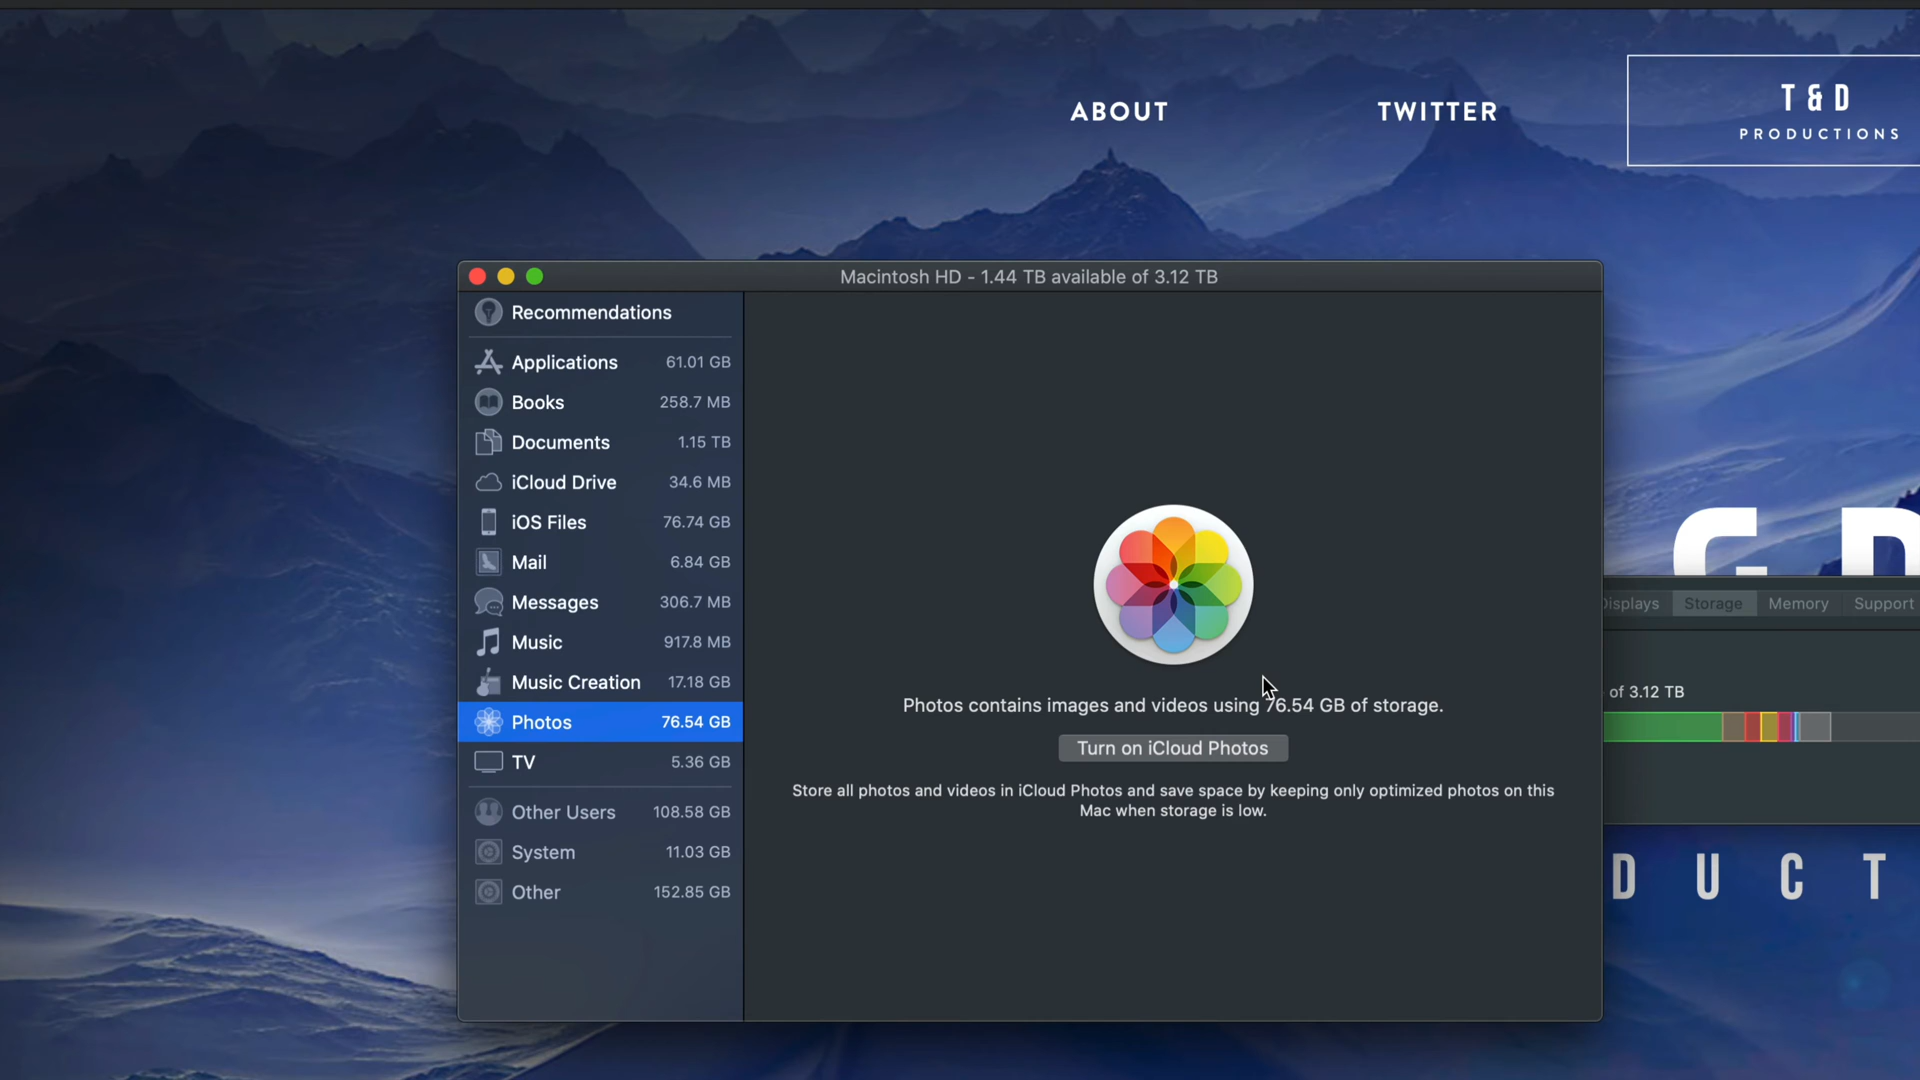 ABOUT
TWITTER
T & D
PRODUCTIONS
Macintosh HD - 1.44 TB available of 3.12 TB
Recommendations
Applications 61.01 GB
Books 258.7 MB
Documents 1.15 TB
iCloud Drive 34.6 MB
iOS Files 76.74 GB
Mail 6.84 GB
Messages 306.7 MB
Music 917.8 MB
Music Creation 17.18 GB
Photos 76.54 GB
TV 5.36 GB
Other Users 108.58 GB
System 11.03 GB
Other 152.85 GB
Photos contains images and videos using 76.54 GB of storage.
Turn on iCloud Photos
Store all photos and videos in iCloud Photos and save space by keeping only optimized photos on this
Mac when storage is low.
Displays Storage Memory Support
of 3.12 TB
D U C T